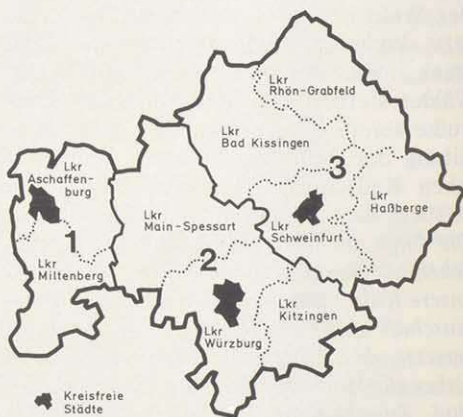 Lkr
Rhön-Grabfeld
Lkr
Bad Kissingen
3
Lkr
Aschaffen-
burg
1
Lkr
Miltenberg
Lkr
Main-Spessart
2
Lkr
Schweinfurt
Lkr
Haßberge
Lkr
Kitzingen
Lkr
Würzburg
Kreisfreie
Städte